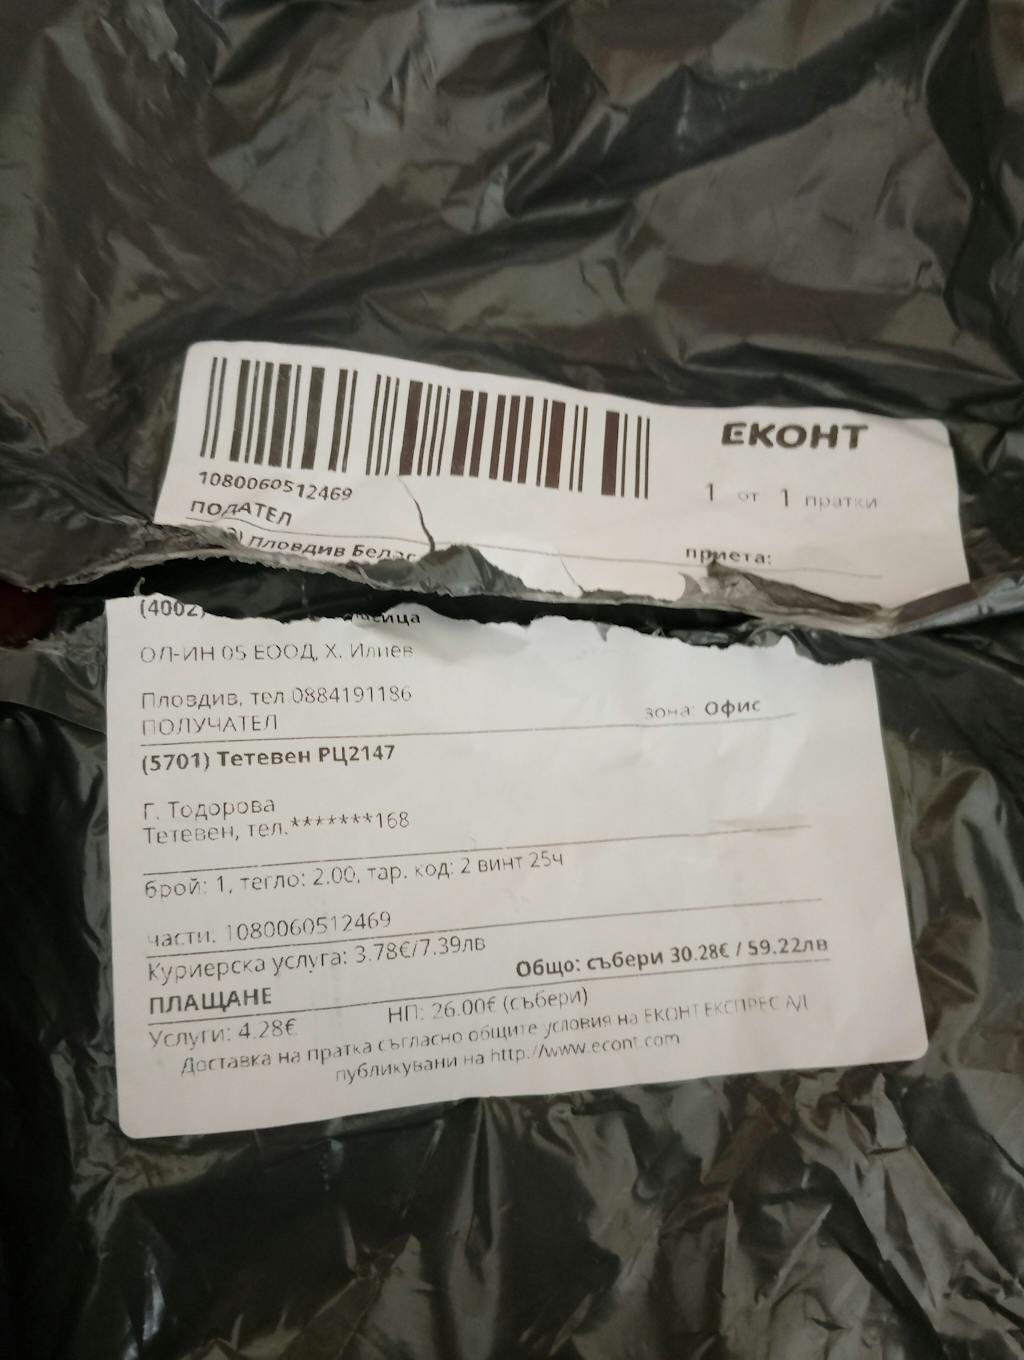 1080060512469
ЕКОНТ
1 от 1 пратки
ПОДАТЕЛ
Пловдив
приета:
(4002)
ОЛ-ИН 05 ЕООД, Х. Илиев
Пловдив, тел.0884191186
ПОЛУЧАТЕЛ
зона: Офис
(5701) Тетевен РЦ2147
Г. Тодорова
Тетевен, тел.*******168
брой: 1, тегло: 2.00, тар. код: 2 винт 25ч
части: 1080060512469
Куриерска услуга: 3.78€/7.39лв
ПЛАЩАНЕ
Общо: събери 30.28€ / 59.22лв
Услуги: 4.28€
НП: 26.00€ (събери)
Доставка на пратка съгласно общите условия на ЕКОНТ ЕКСПРЕС АД
публикувани на http://www.econt.com